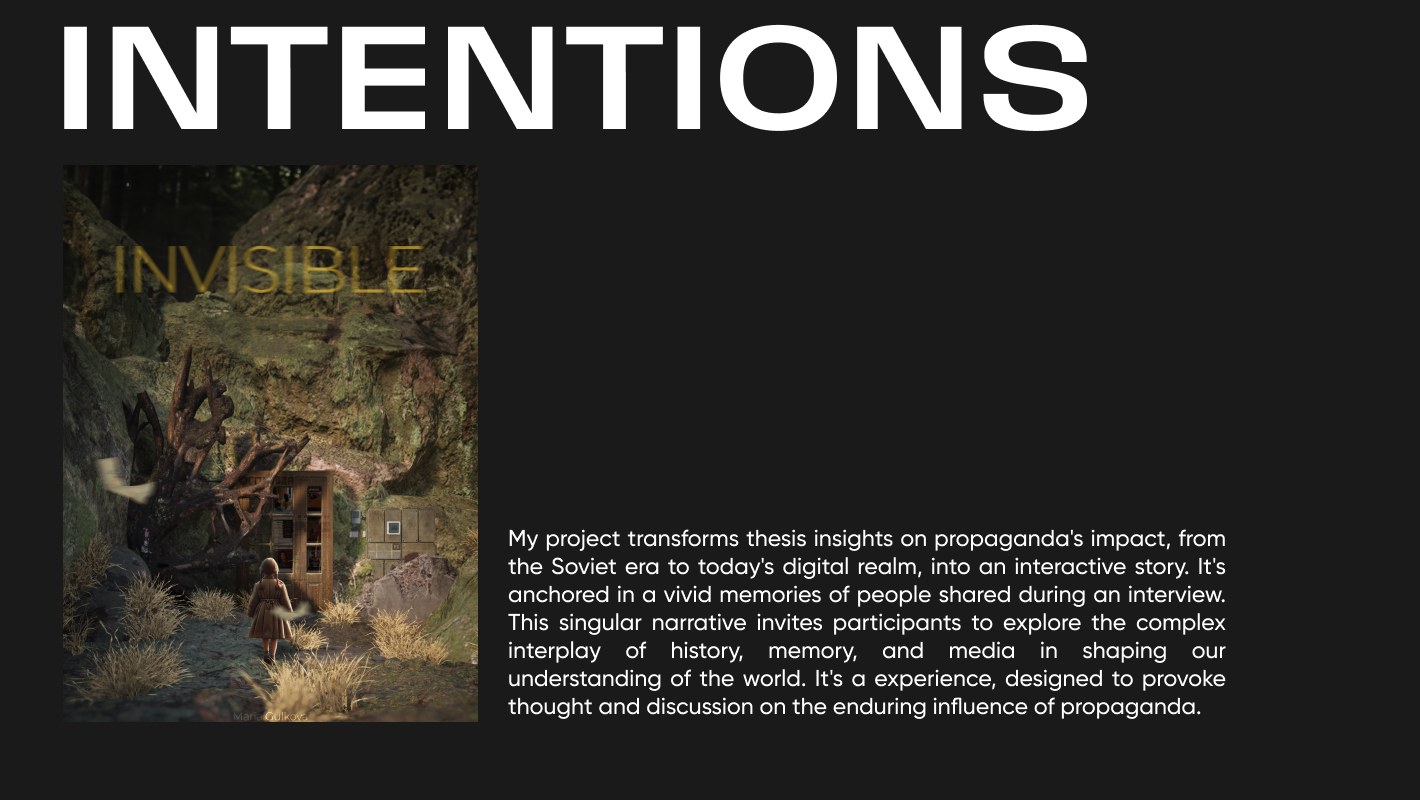 INTENTIONS
INVISIBLE
Maria Gulkova
My project transforms thesis insights on propaganda's impact, from
the Soviet era to today's digital realm, into an interactive story. It's
anchored in a vivid memories of people shared during an interview.
This singular narrative invites participants to explore the complex
interplay of history, memory, and media in shaping our
understanding of the world. It's a experience, designed to provoke
thought and discussion on the enduring influence of propaganda.